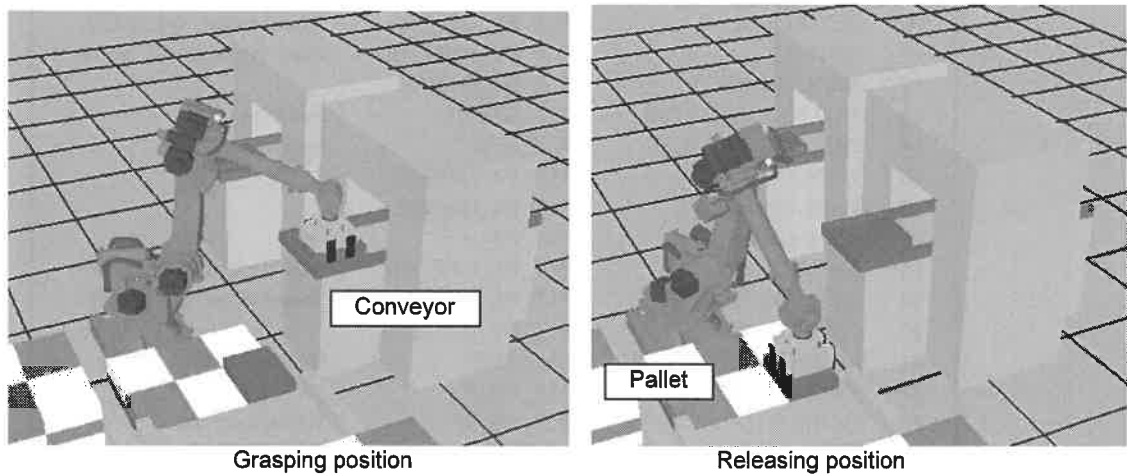 Conveyor
Pallet
Grasping position
Releasing position